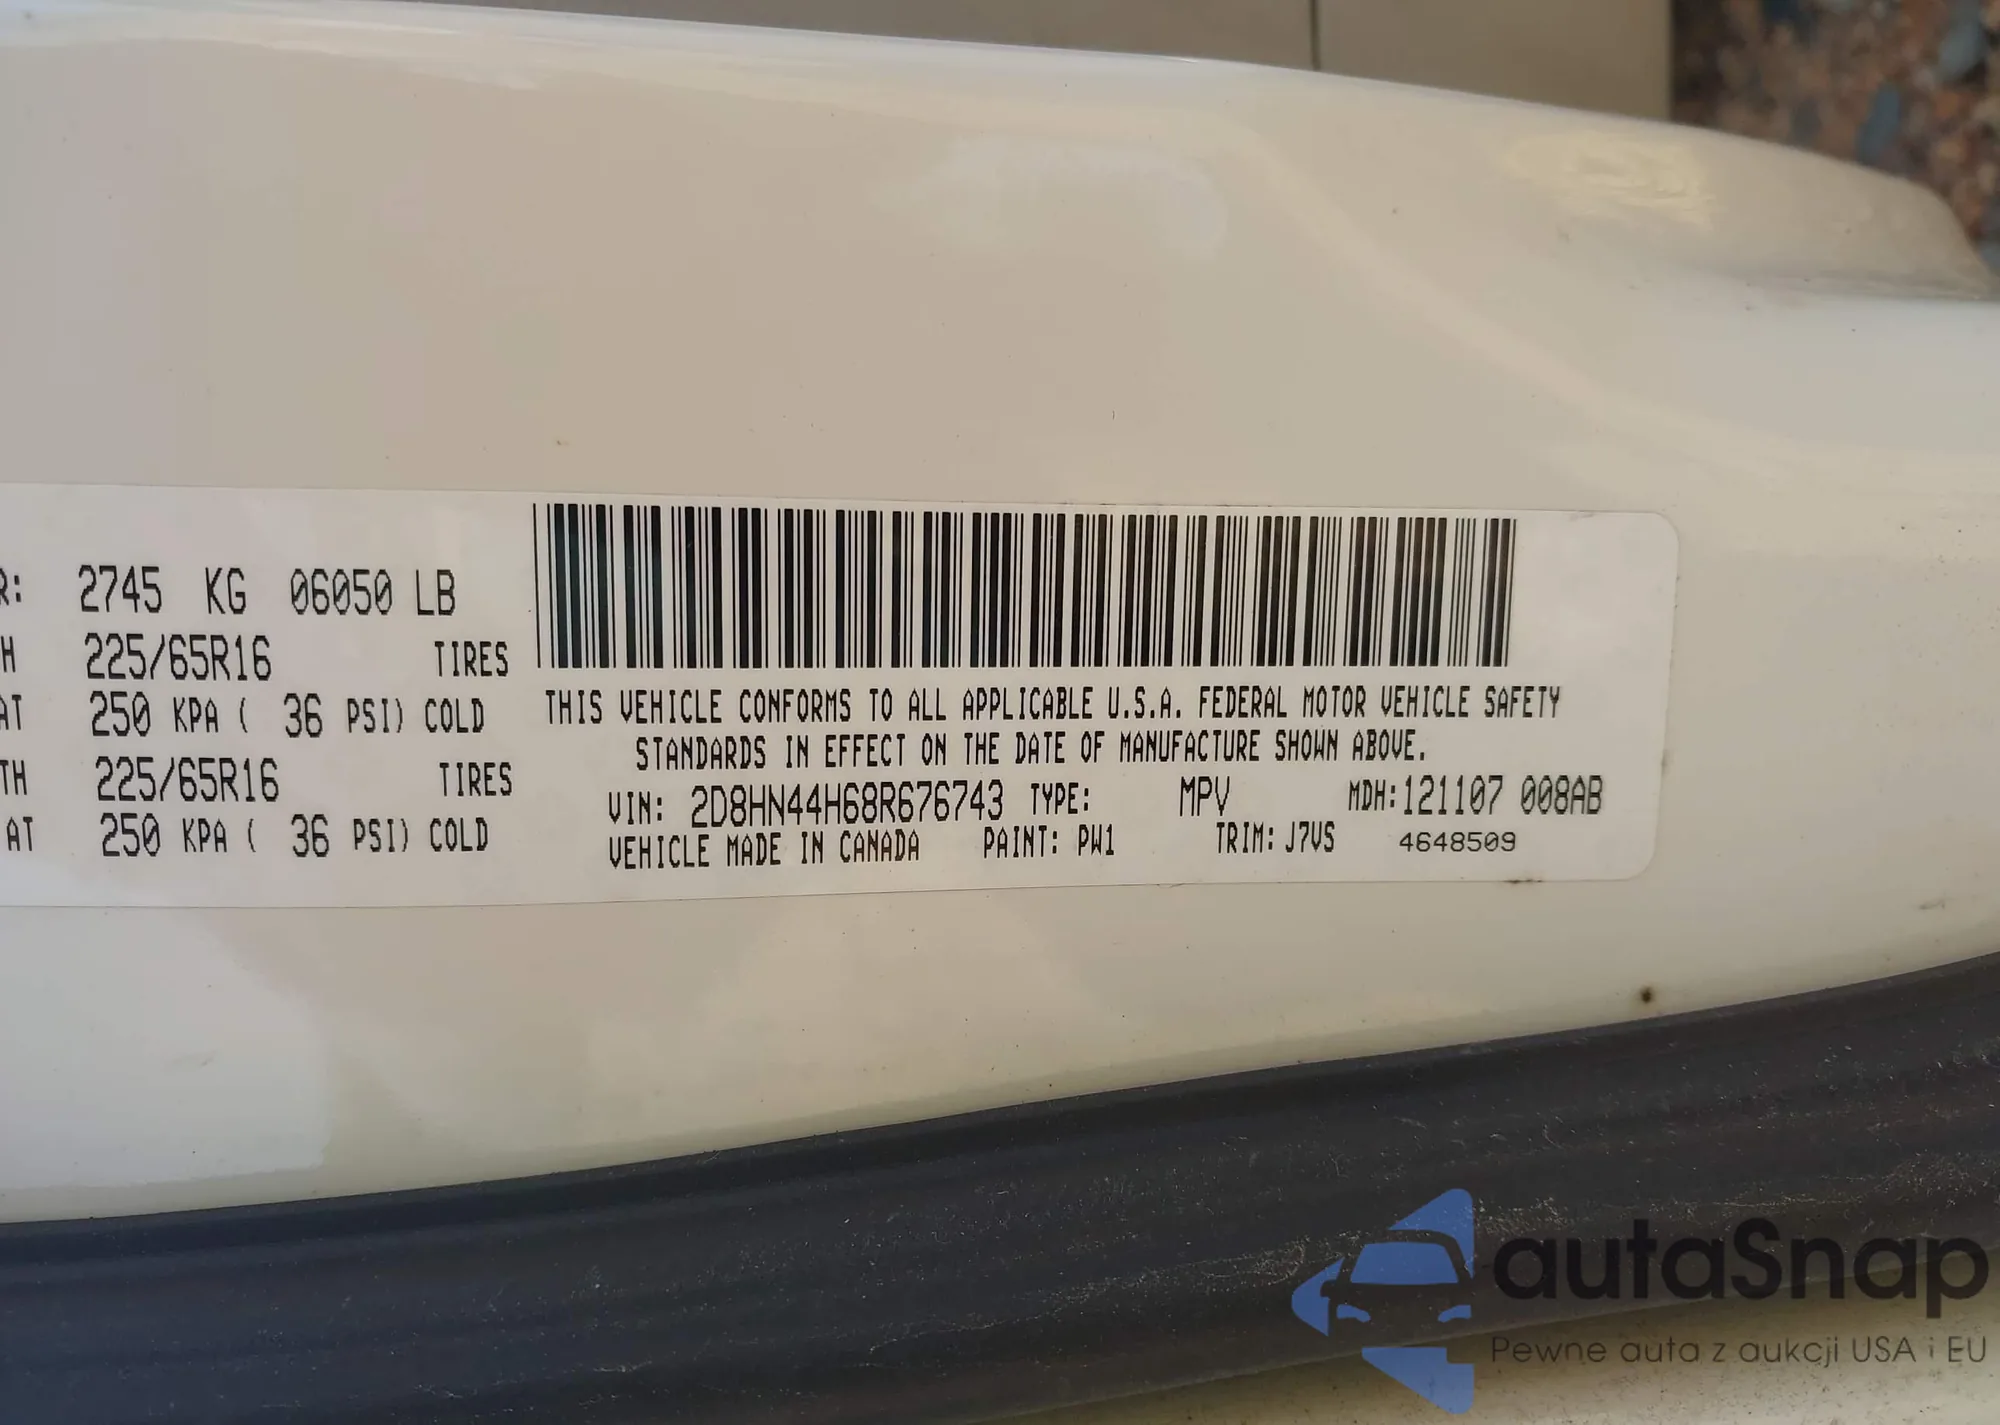 R: 2745 KG 06050 LB
H 225/65R16 TIRES
AT 250 KPA ( 36 PSI) COLD
TH 225/65R16 TIRES
AT 250 KPA ( 36 PSI) COLD
THIS VEHICLE CONFORMS TO ALL APPLICABLE U.S.A. FEDERAL MOTOR VEHICLE SAFETY
STANDARDS IN EFFECT ON THE DATE OF MANUFACTURE SHOWN ABOVE.
VIN: 2D8HN44H68R676743 TYPE: MPV MDH:121107 008AB
VEHICLE MADE IN CANADA PAINT: PW1 TRIM: J7VS 4648509
autaSnap
Pewne auta z aukcji USA i EU